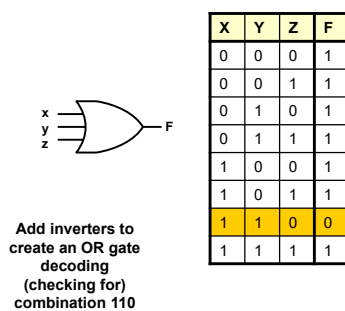 X Y Z F
0 0 0 1
0 0 1 1
0 1 0 1
0 1 1 1
1 0 0 1
1 0 1 1
1 1 0 0
1 1 1 1
x
y
z
F
Add inverters to
create an OR gate
decoding
(checking for)
combination 110